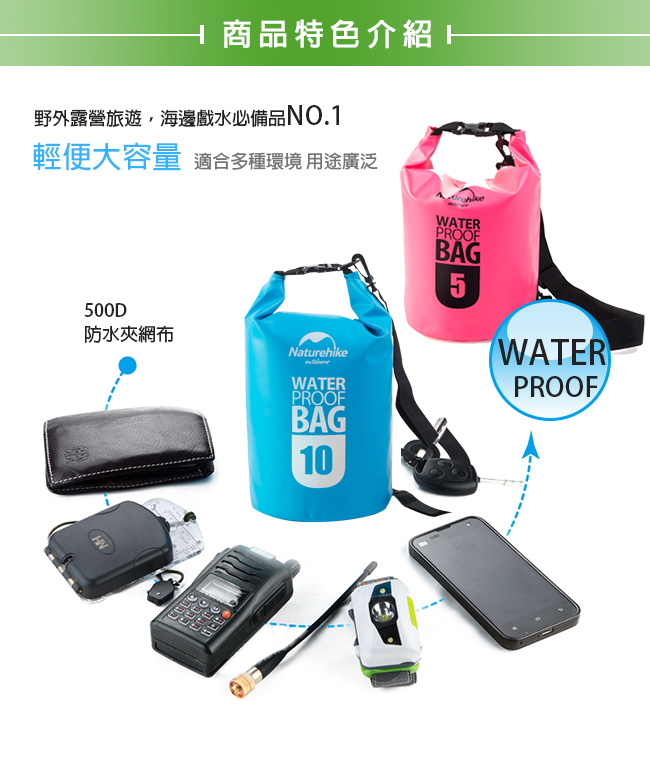 商品特色介紹
野外露營旅遊，海邊戲水必備品NO.1
輕便大容量 適合多種環境 用途廣泛
Naturehike
outdoor
WATER
PROOF
BAG
5
500D
防水夾網布
Naturehike
outdoor
WATER
PROOF
BAG
10
WATER
PROOF